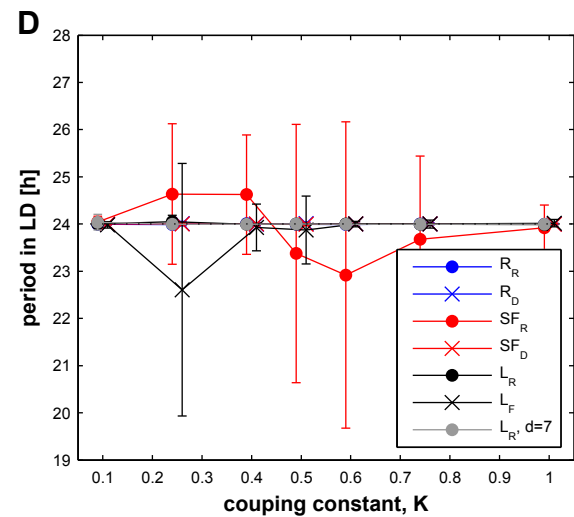 D
28
27
26
25
24
23
22
21
20
19
period in LD [h]
R_R
R_D
SF_R
SF_D
L_R
L_F
L_R, d=7
0.1 0.2 0.3 0.4 0.5 0.6 0.7 0.8 0.9 1
couping constant, K